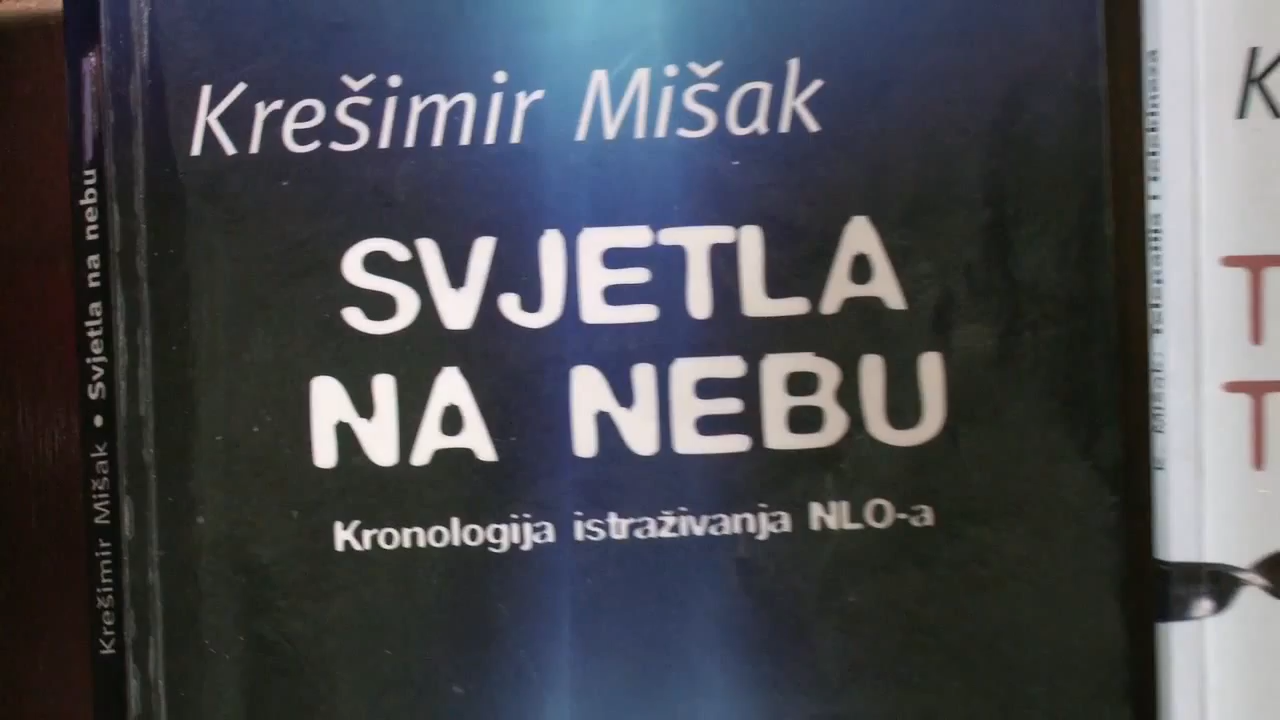 Krešimir Mišak
SVJETLA
NA NEBU
Kronologija istraživanja NLO-a
Krešimir Mišak • Svjetla na nebu
K
T
T